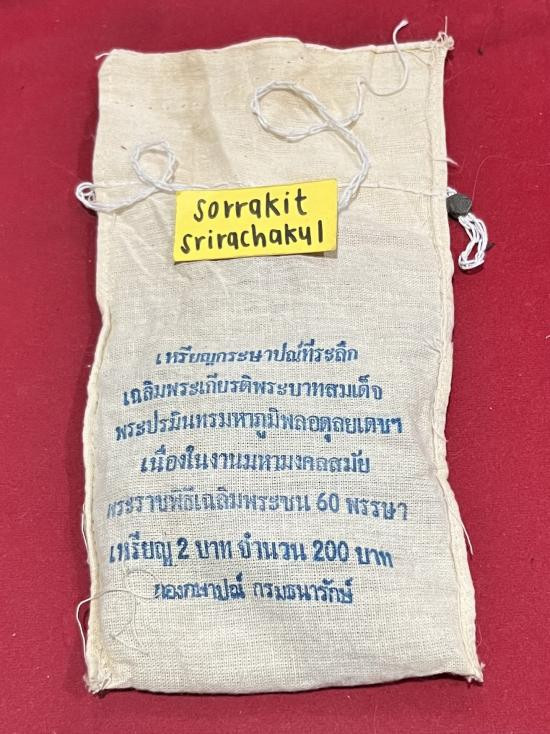 sorrakit
srirachakul
เหรียญกระษาปณ์ที่ระลึก
เฉลิมพระเกียรติพระบาทสมเด็จ
พระปรมินทรมหาภูมิพลอดุลยเดชฯ
เนื่องในงานมหามงคลสมัย
พระราชพิธีเฉลิมพระชน 60 พรรษา
เหรียญ 2 บาท จำนวน 200 บาท
กองกษาปณ์ กรมธนารักษ์